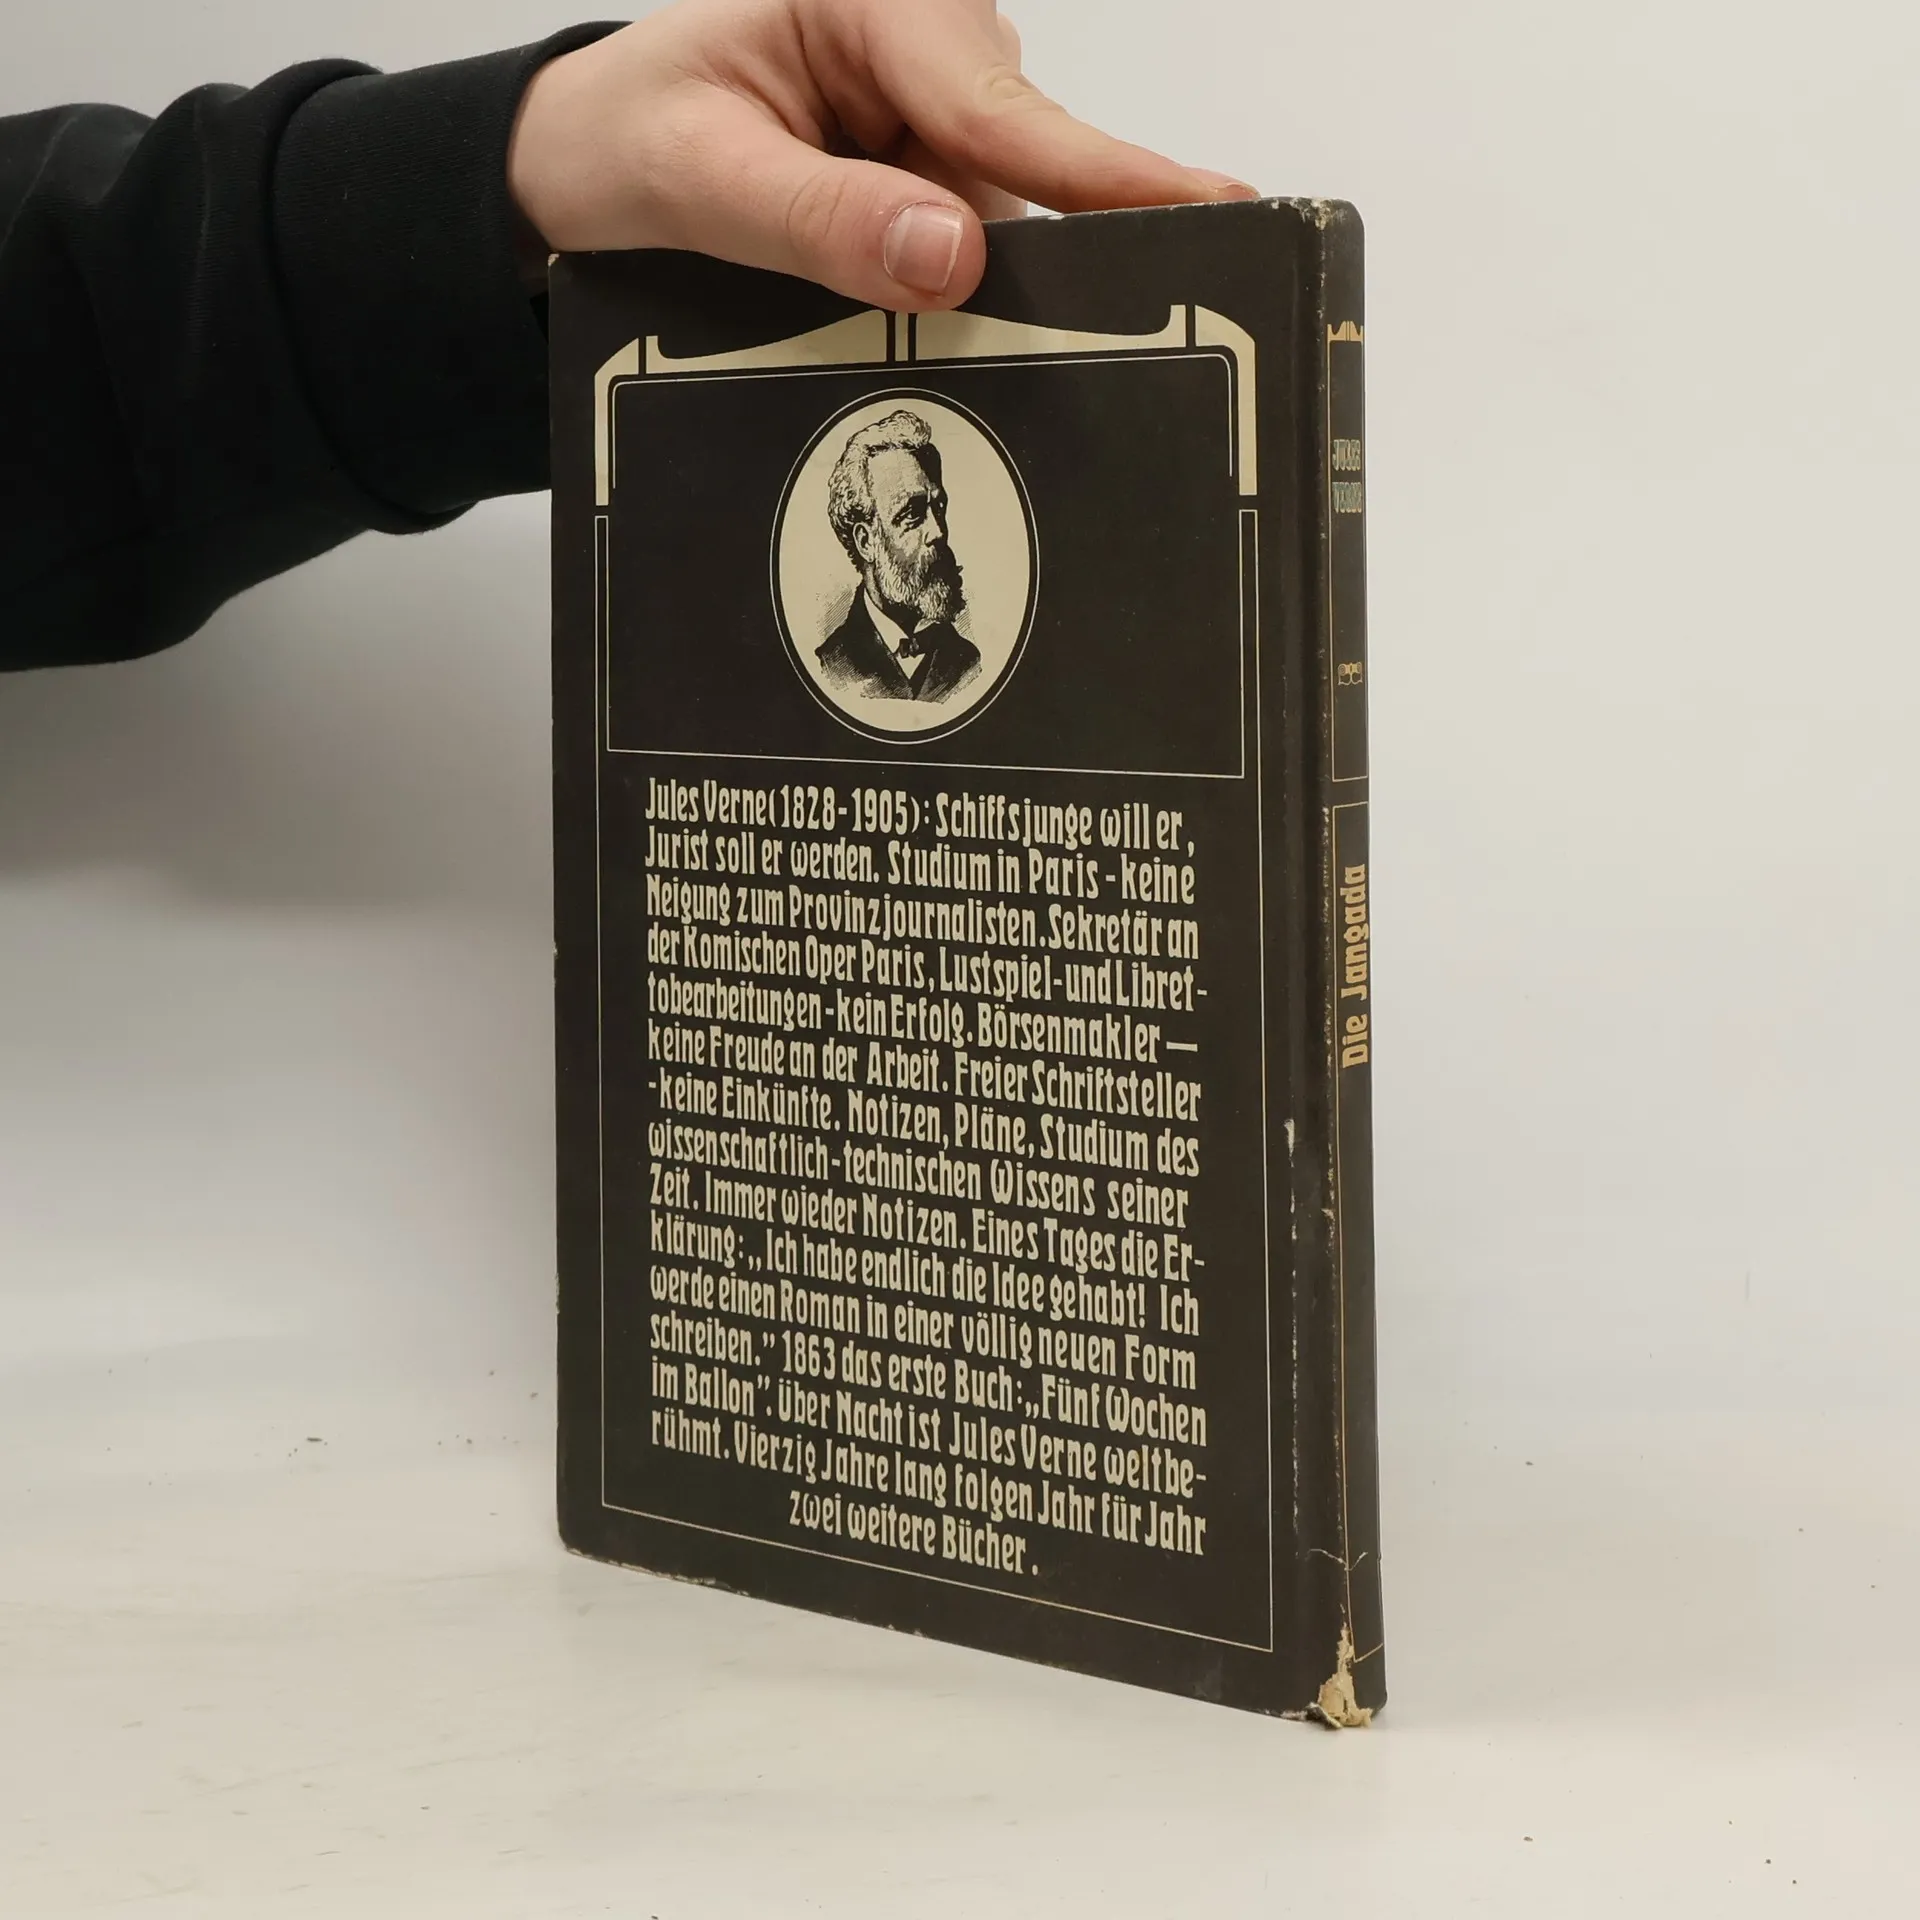 Jules Verne (1828-1905): Schiffsjunge will er,
Jurist soll er werden. Studium in Paris - keine
Neigung zum Provinzjournalisten. Sekretär an
der Komischen Oper Paris, Lustspiel- und Libret-
tobearbeitungen - kein Erfolg. Börsenmakler —
keine Freude an der Arbeit. Freier Schriftsteller
- keine Einkünfte. Notizen, Pläne, Studium des
wissenschaftlich-technischen Wissens seiner
Zeit. Immer wieder Notizen. Eines Tages die Er-
klärung: „Ich habe endlich die Idee gehabt! Ich
werde einen Roman in einer völlig neuen Form
schreiben.” 1863 das erste Buch: „Fünf Wochen
im Ballon”. Über Nacht ist Jules Verne weltbe-
rühmt. Vierzig Jahre lang folgen Jahr für Jahr
zwei weitere Bücher.
JULES
VERNE
Die Jangada